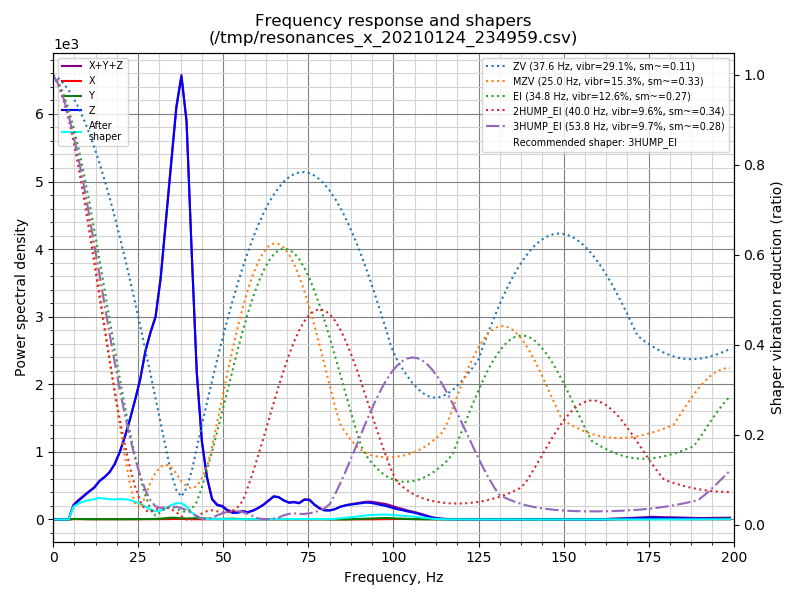 Frequency response and shapers
(/tmp/resonances_x_20210124_234959.csv)
1e3
X+Y+Z
X
Y
Z
After
shaper
ZV (37.6 Hz, vibr=29.1%, sm~=0.11)
MZV (25.0 Hz, vibr=15.3%, sm~=0.33)
EI (34.8 Hz, vibr=12.6%, sm~=0.27)
2HUMP_EI (40.0 Hz, vibr=9.6%, sm~=0.34)
3HUMP_EI (53.8 Hz, vibr=9.7%, sm~=0.28)
Recommended shaper: 3HUMP_EI
6
5
4
3
2
1
0
Power spectral density
1.0
0.8
0.6
0.4
0.2
0.0
Shaper vibration reduction (ratio)
0 25 50 75 100 125 150 175 200
Frequency, Hz